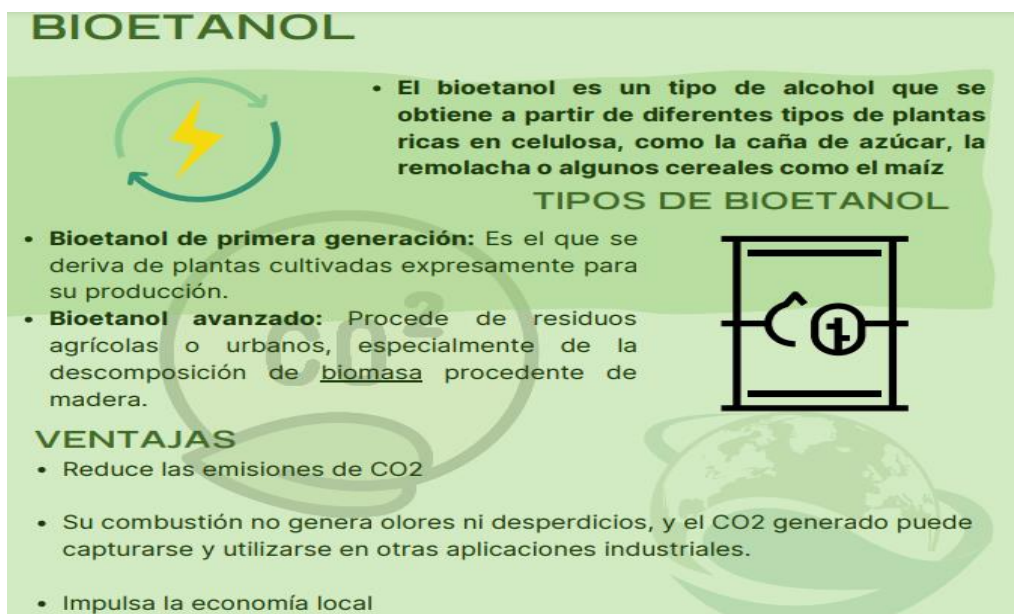 BIOETANOL
• El bioetanol es un tipo de alcohol que se
obtiene a partir de diferentes tipos de plantas
ricas en celulosa, como la caña de azúcar, la
remolacha o algunos cereales como el maíz
TIPOS DE BIOETANOL
• Bioetanol de primera generación: Es el que se
deriva de plantas cultivadas expresamente para
su producción.
• Bioetanol avanzado: Procede de residuos
agrícolas o urbanos, especialmente de la
descomposición de biomasa procedente de
madera.
CO2
VENTAJAS
• Reduce las emisiones de CO2
• Su combustión no genera olores ni desperdicios, y el CO2 generado puede
capturarse y utilizarse en otras aplicaciones industriales.
• Impulsa la economía local